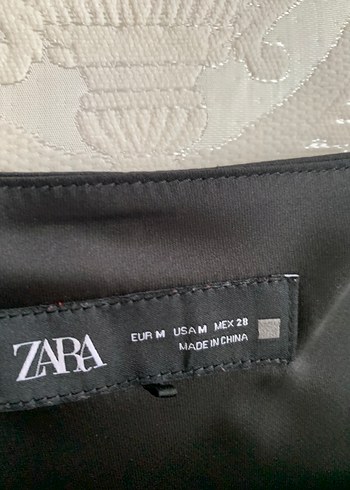 ZARA
EUR M USA M MEX 28
MADE IN CHINA